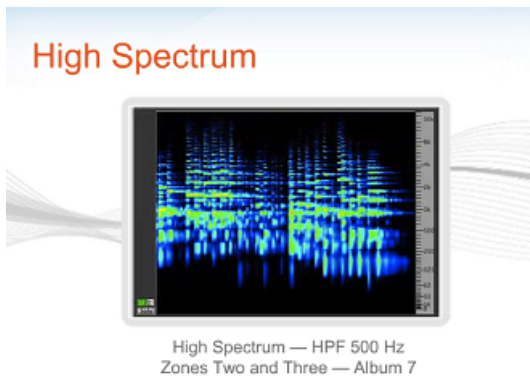 High Spectrum
High Spectrum — HPF 500 Hz
Zones Two and Three — Album 7